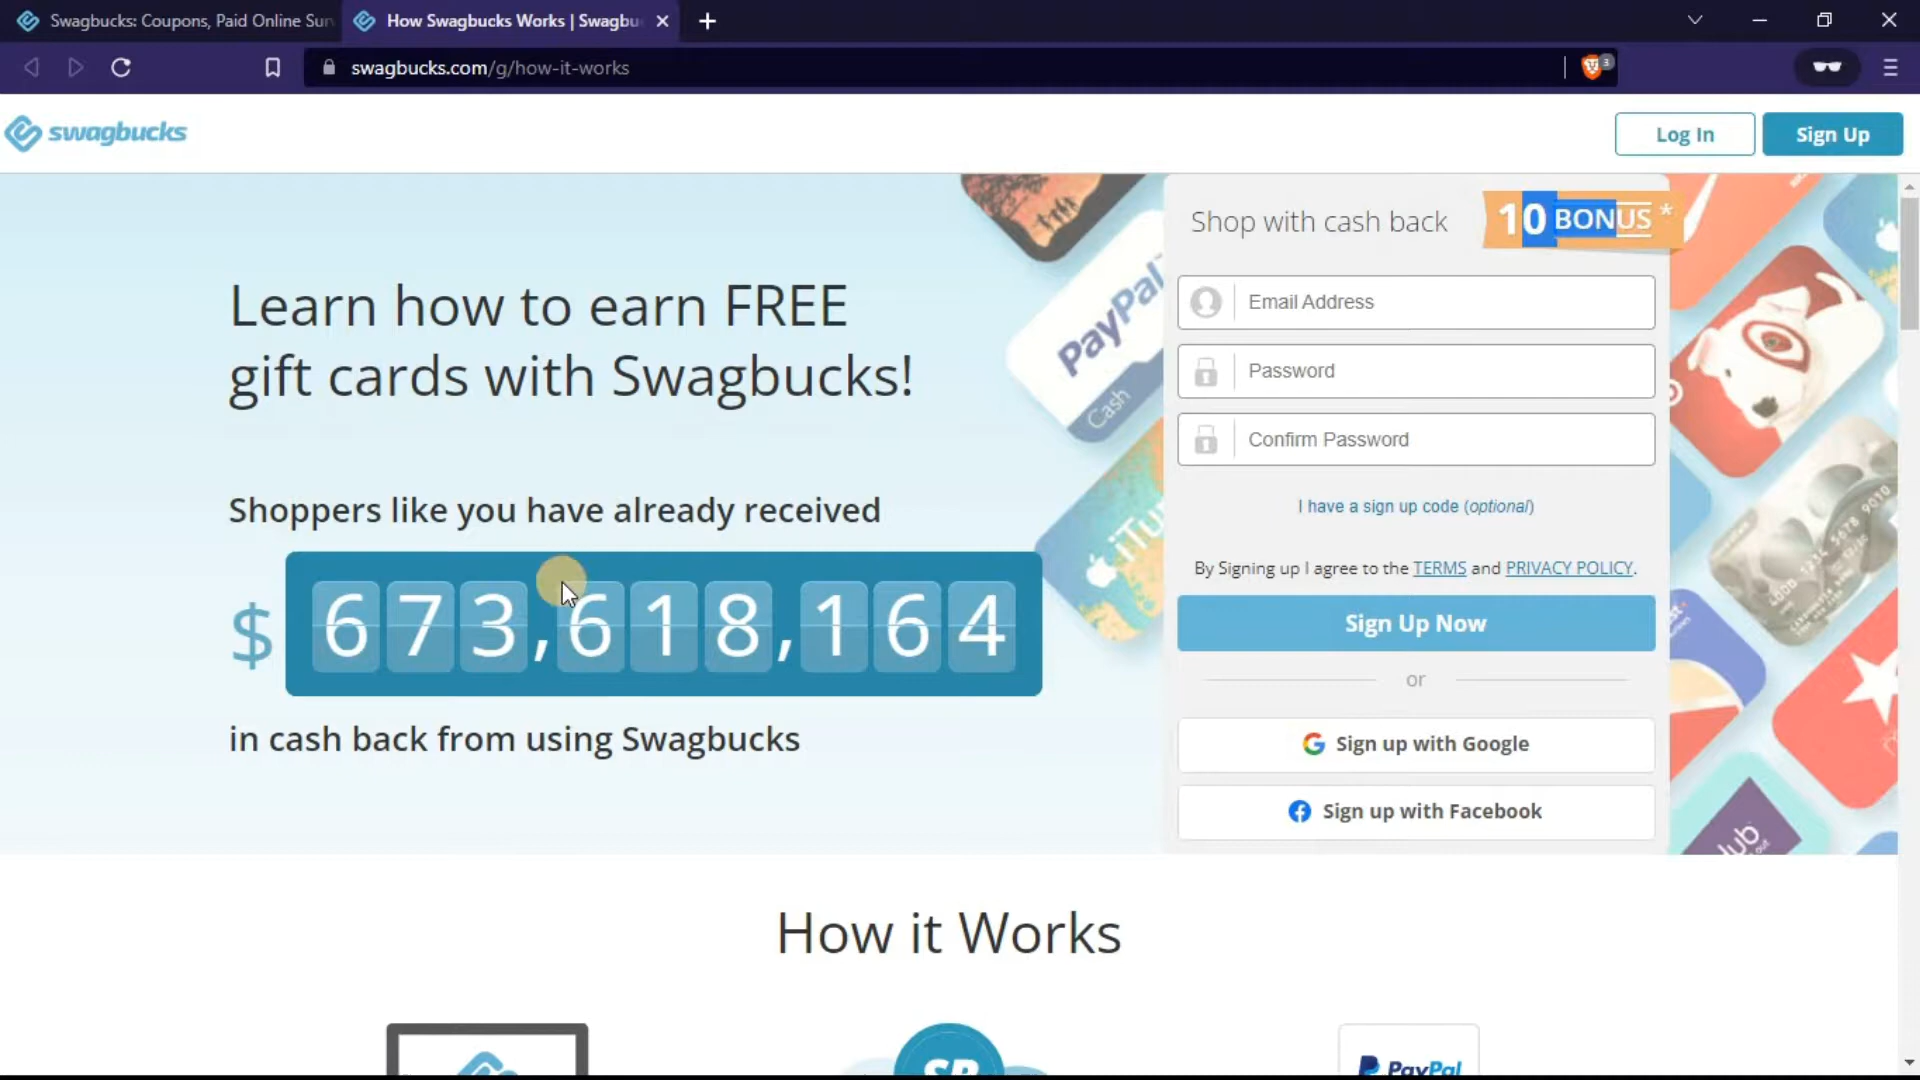 Swagbucks: Coupons, Paid Online Sur
How Swagbucks Works | Swagbu
swagbucks.com/g/how-it-works
3
swagbucks
Log In
Sign Up
Learn how to earn FREE
gift cards with Swagbucks!
Shoppers like you have already received
$ 673,618,164
in cash back from using Swagbucks
PayPal
Cash
Shop with cash back
10 BONUS *
Email Address
Password
Confirm Password
I have a sign up code (optional)
By Signing up I agree to the TERMS and PRIVACY POLICY.
Sign Up Now
or
Sign up with Google
Sign up with Facebook
How it Works
SB
PayPal